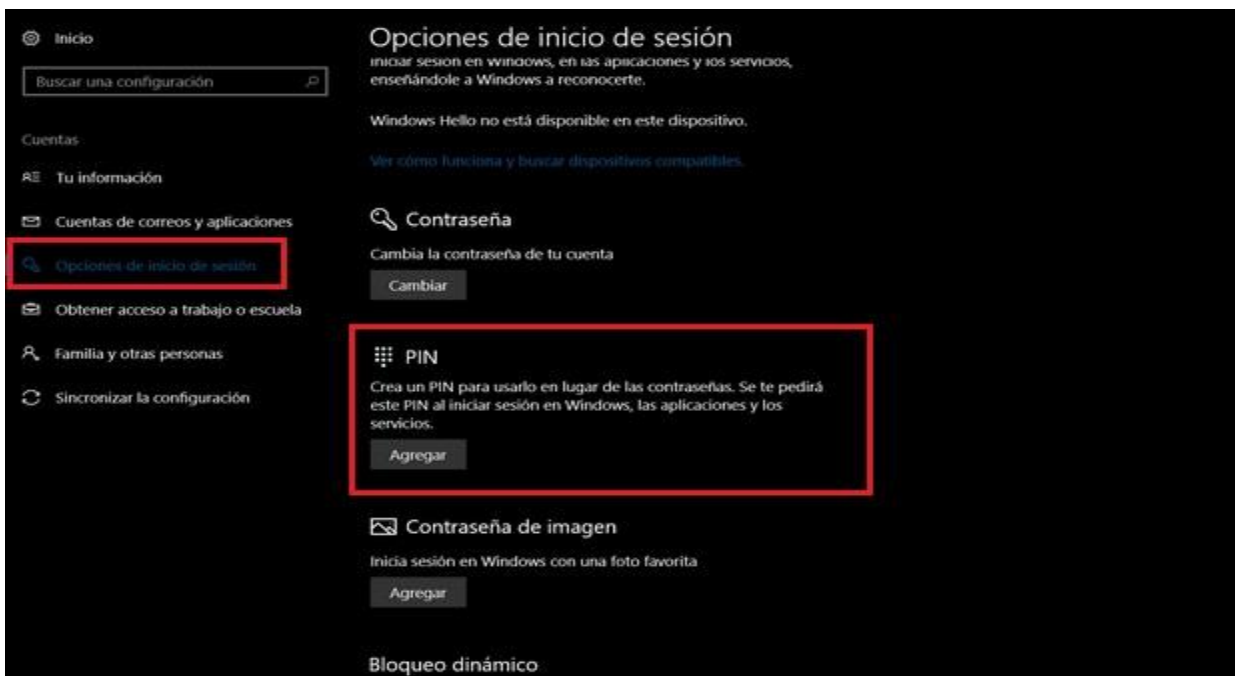 Inicio
Buscar una configuración
Cuentas
Tu información
Cuentas de correos y aplicaciones
Opciones de inicio de sesión
Obtener acceso a trabajo o escuela
Familia y otras personas
Sincronizar la configuración
Opciones de inicio de sesión
iniciar sesión en Windows, en las aplicaciones y los servicios,
enseñándole a Windows a reconocerte.
Windows Hello no está disponible en este dispositivo.
Ver cómo funciona y buscar dispositivos compatibles.
Contraseña
Cambia la contraseña de tu cuenta
Cambiar
PIN
Crea un PIN para usarlo en lugar de las contraseñas. Se te pedirá
este PIN al iniciar sesión en Windows, las aplicaciones y los
servicios.
Agregar
Contraseña de imagen
Inicia sesión en Windows con una foto favorita
Agregar
Bloqueo dinámico